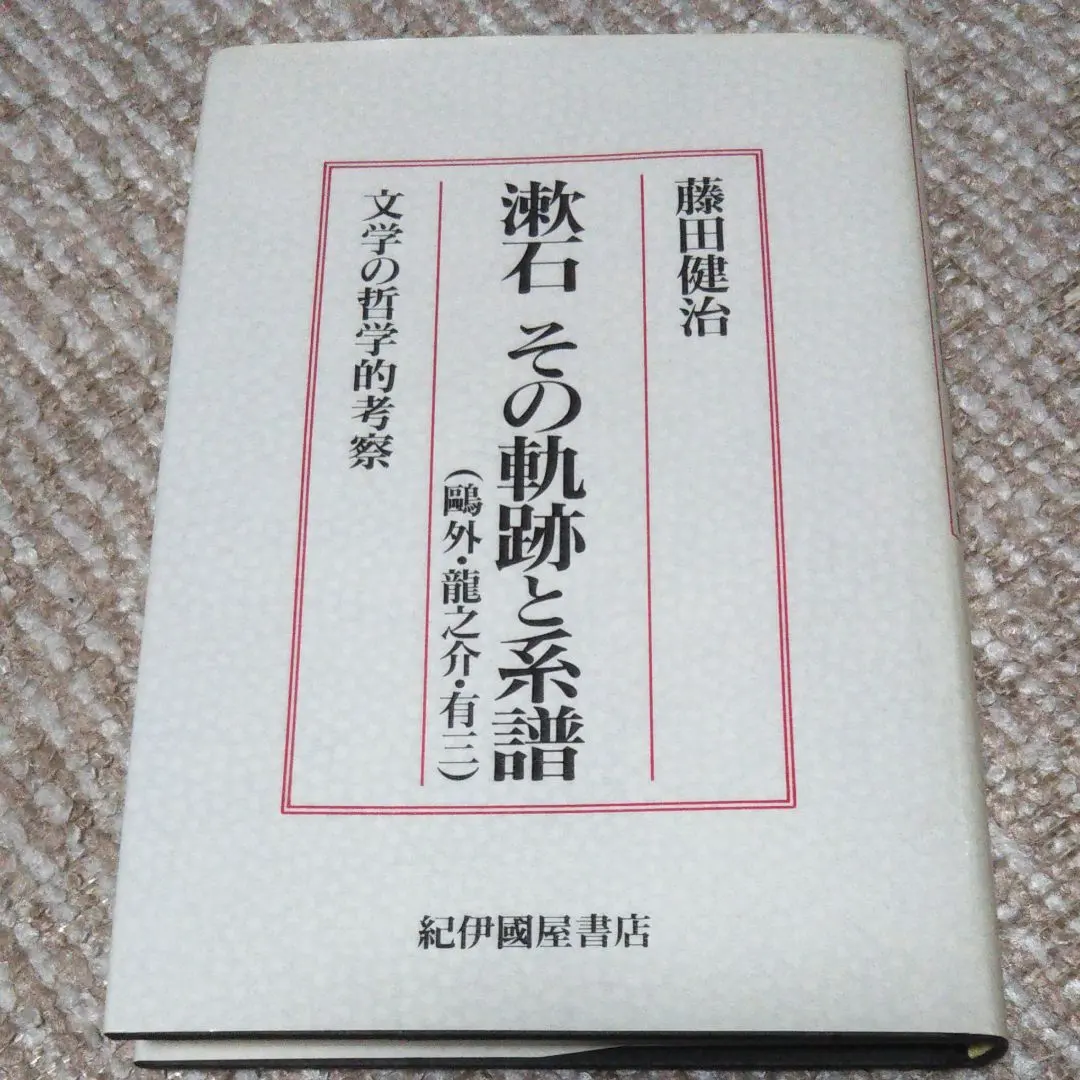 藤田健治
漱石 その軌跡と系譜
(鷗外・龍之介・有三)
文学の哲学的考察
紀伊國屋書店